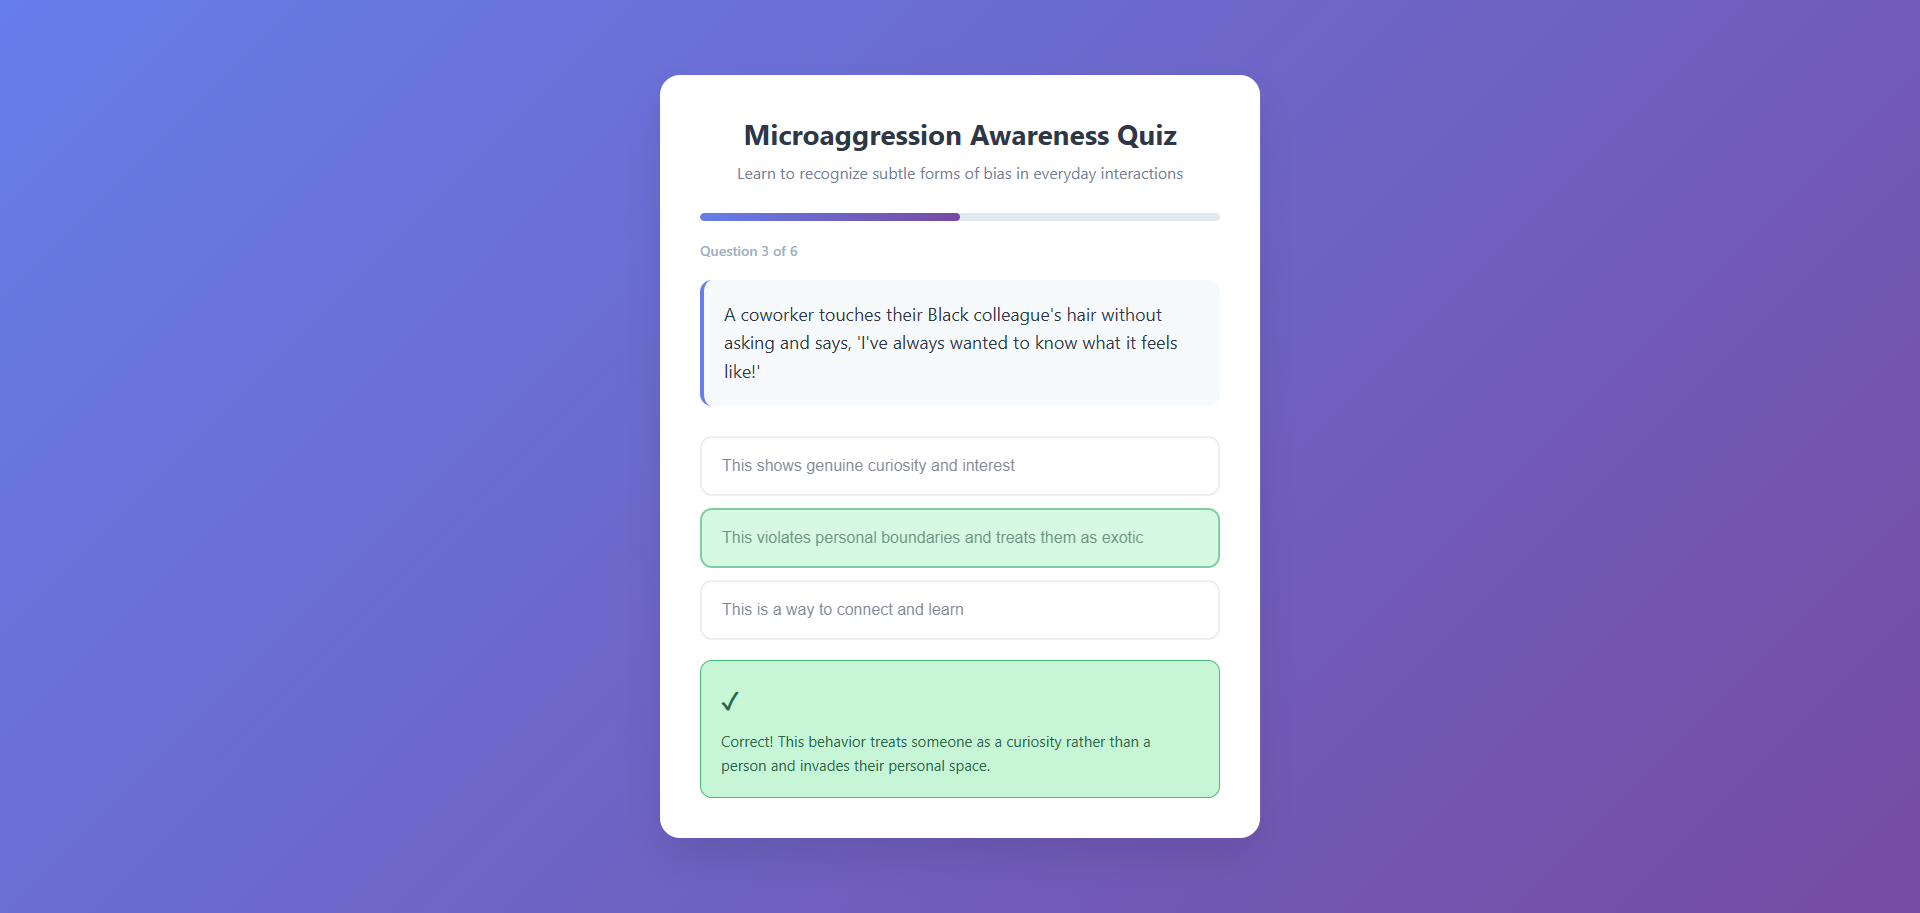 Microaggression Awareness Quiz
Learn to recognize subtle forms of bias in everyday interactions
Question 3 of 6
A coworker touches their Black colleague's hair without
asking and says, 'I've always wanted to know what it feels
like!'
This shows genuine curiosity and interest
This violates personal boundaries and treats them as exotic
This is a way to connect and learn
✓
Correct! This behavior treats someone as a curiosity rather than a
person and invades their personal space.